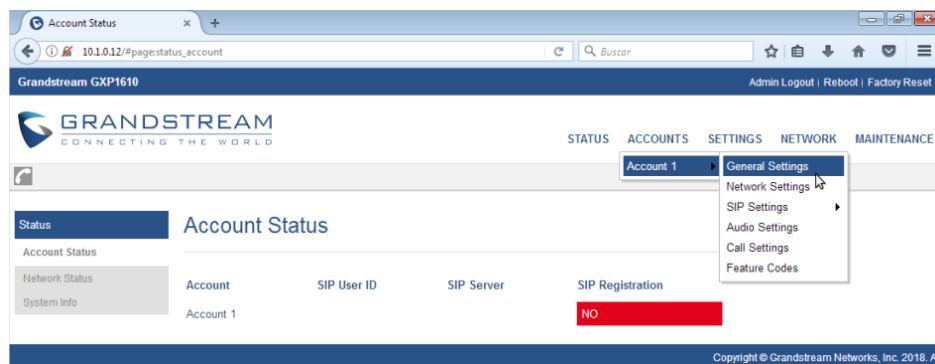 Account Status
10.1.0.12/#page:status_account
Buscar
Grandstream GXP1610
Admin Logout | Reboot | Factory Reset
GRANDSTREAM
CONNECTING THE WORLD
STATUS ACCOUNTS SETTINGS NETWORK MAINTENANCE
Account 1
General Settings
Network Settings
SIP Settings
Audio Settings
Call Settings
Feature Codes
Status
Account Status
Network Status
System Info
Account Status
Account SIP User ID SIP Server SIP Registration
Account 1 NO
Copyright © Grandstream Networks, Inc. 2018. A